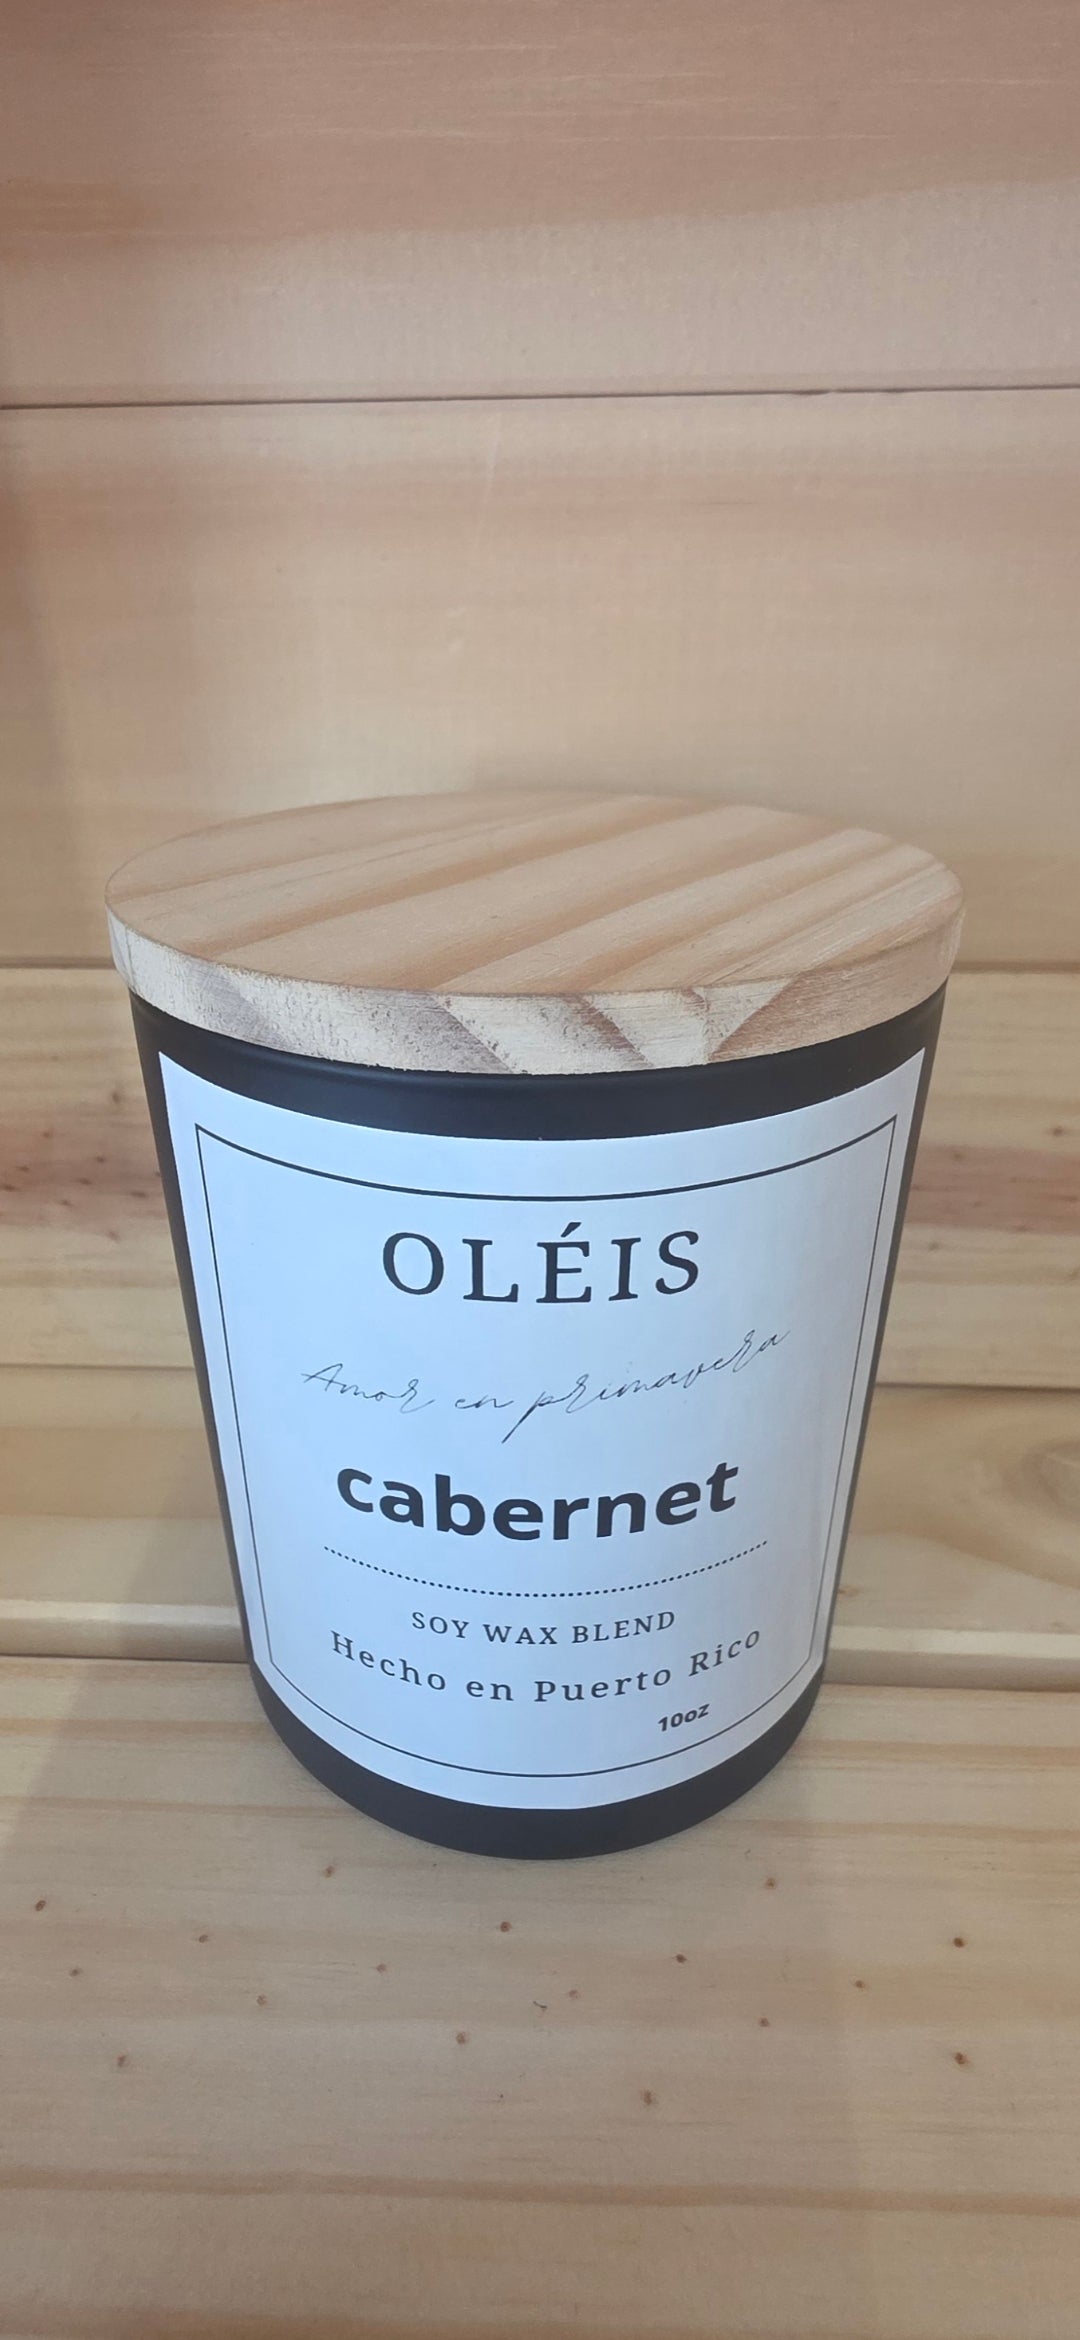 OLÉIS
Amor en primavera
cabernet
SOY WAX BLEND
Hecho en Puerto Rico
10oz